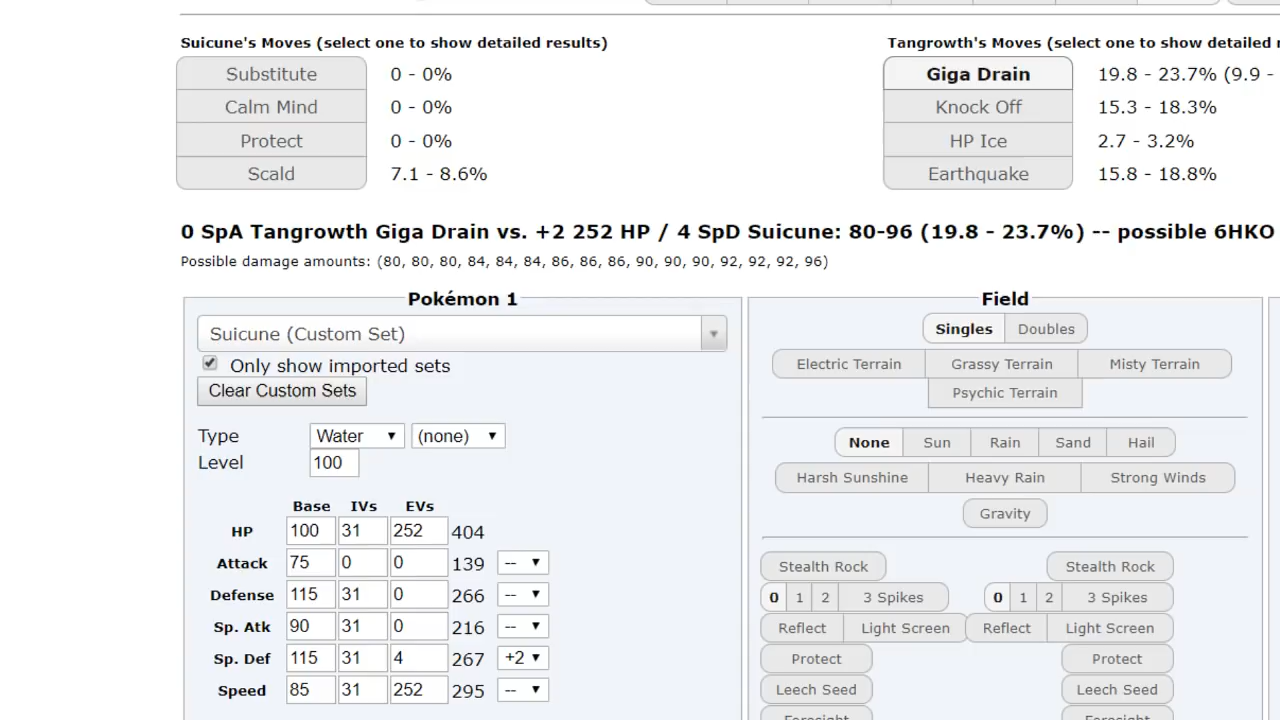 Suicune's Moves (select one to show detailed results)
Substitute 0 - 0%
Calm Mind 0 - 0%
Protect 0 - 0%
Scald 7.1 - 8.6%
Tangrowth's Moves (select one to show detailed
Giga Drain 19.8 - 23.7% (9.9 -
Knock Off 15.3 - 18.3%
HP Ice 2.7 - 3.2%
Earthquake 15.8 - 18.8%
0 SpA Tangrowth Giga Drain vs. +2 252 HP / 4 SpD Suicune: 80-96 (19.8 - 23.7%) -- possible 6HKO
Possible damage amounts: (80, 80, 80, 84, 84, 84, 86, 86, 86, 90, 90, 90, 92, 92, 92, 96)
Pokémon 1
Suicune (Custom Set)
Only show imported sets
Clear Custom Sets
Type Water (none)
Level 100
Base IVs EVs
HP 100 31 252 404
Attack 75 0 0 139 --
Defense 115 31 0 266 --
Sp. Atk 90 31 0 216 --
Sp. Def 115 31 4 267 +2
Speed 85 31 252 295 --
Field
Singles Doubles
Electric Terrain Grassy Terrain Misty Terrain
Psychic Terrain
None Sun Rain Sand Hail
Harsh Sunshine Heavy Rain Strong Winds
Gravity
Stealth Rock Stealth Rock
0 1 2 3 Spikes 0 1 2 3 Spikes
Reflect Light Screen Reflect Light Screen
Protect Protect
Leech Seed Leech Seed
Foresight Foresight